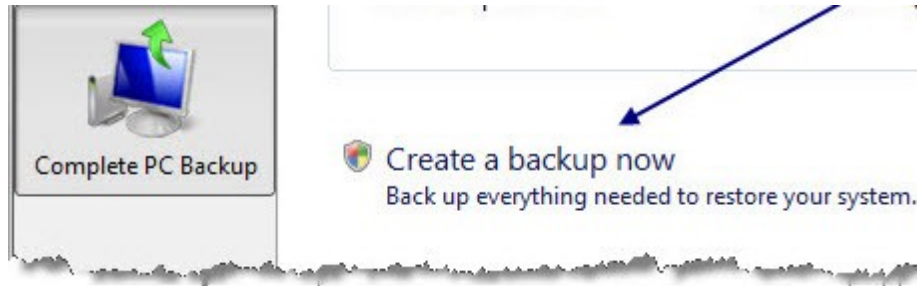 Complete PC Backup
Create a backup now
Back up everything needed to restore your system.